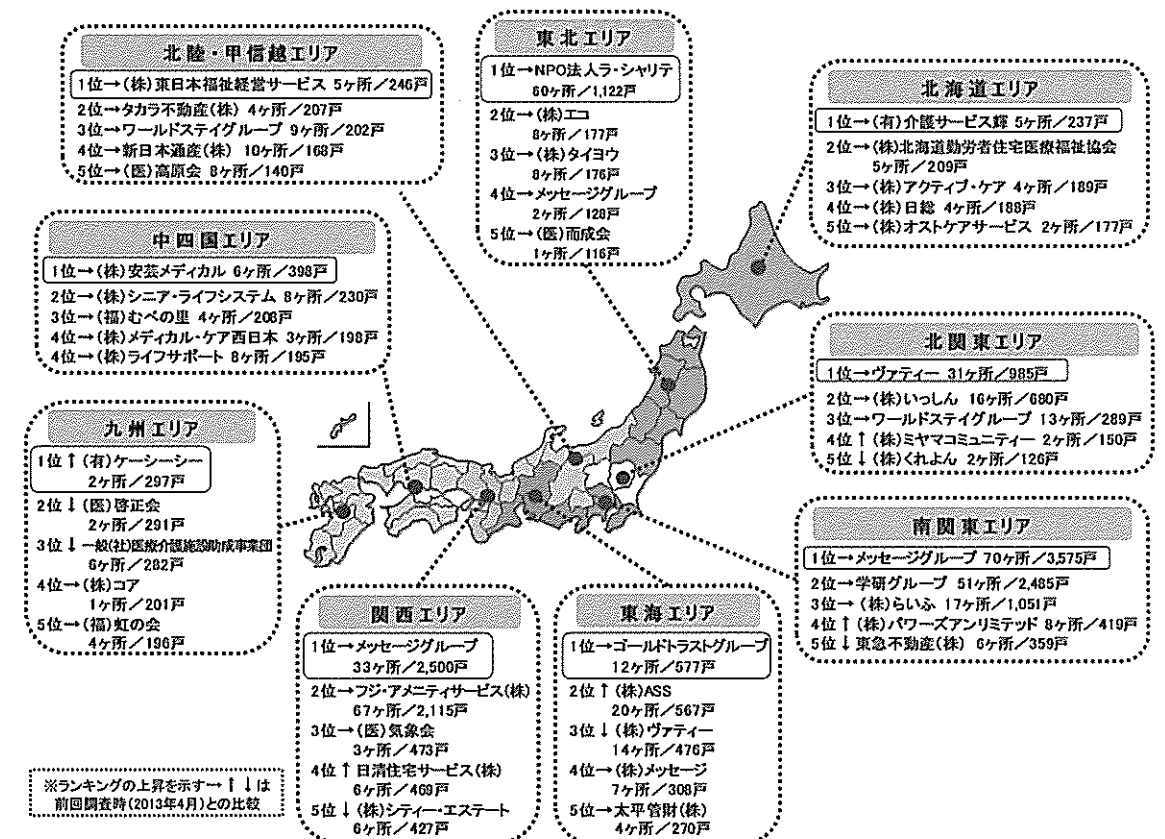 北陸・甲信越エリア
1位→(株)東日本福祉経営サービス 5ヶ所/246戸
2位→タカラ不動産(株) 4ヶ所/207戸
3位→ワールドステイグループ 9ヶ所/202戸
4位→新日本通産(株) 10ヶ所/168戸
5位→(医)高原会 8ヶ所/140戸
東北エリア
1位→NPO法人ラ・シャリテ
60ヶ所/1,122戸
2位→(株)エコ
8ヶ所/177戸
3位→(株)タイヨウ
8ヶ所/176戸
4位→メッセージグループ
2ヶ所/128戸
5位→(医)而成会
1ヶ所/116戸
北海道エリア
1位→(有)介護サービス輝 5ヶ所/237戸
2位→(株)北海道勤労者住宅医療福祉協会
5ヶ所/209戸
3位→(株)アクティブ・ケア 4ヶ所/189戸
4位→(株)日総 4ヶ所/188戸
5位→(株)オストケアサービス 2ヶ所/177戸
中四国エリア
1位→(株)安芸メディカル 6ヶ所/398戸
2位→(株)シニア・ライフシステム 8ヶ所/230戸
3位→(福)むべの里 4ヶ所/208戸
4位→(株)メディカル・ケア西日本 3ヶ所/198戸
4位→(株)ライフサポート 8ヶ所/195戸
北関東エリア
1位→ヴァティー 31ヶ所/985戸
2位→(株)いっしん 16ヶ所/680戸
3位→ワールドステイグループ 13ヶ所/289戸
4位↑(株)ミヤマコミュニティー 2ヶ所/150戸
5位↓(株)くれよん 2ヶ所/126戸
九州エリア
1位↑(有)ケーシーシー
2ヶ所/297戸
2位↓(医)啓正会
2ヶ所/291戸
3位↓一般(社)医療介護施設助成事業団
6ヶ所/282戸
4位→(株)コア
1ヶ所/201戸
5位→(福)虹の会
4ヶ所/196戸
南関東エリア
1位→メッセージグループ 70ヶ所/3,575戸
2位→学研グループ 51ヶ所/2,485戸
3位→(株)らいふ 17ヶ所/1,051戸
4位↑(株)パワーズアンリミテッド 8ヶ所/419戸
5位↓東急不動産(株) 6ヶ所/359戸
関西エリア
1位→メッセージグループ
33ヶ所/2,500戸
2位→フジ・アメニティサービス(株)
67ヶ所/2,115戸
3位→(医)気象会
3ヶ所/473戸
4位↑日清住宅サービス(株)
6ヶ所/469戸
5位↓(株)シティー・エステート
6ヶ所/427戸
東海エリア
1位→ゴールドトラストグループ
12ヶ所/577戸
2位↑(株)ASS
20ヶ所/567戸
3位↓(株)ヴァティー
14ヶ所/476戸
4位→(株)メッセージ
7ヶ所/308戸
5位→太平管財(株)
4ヶ所/270戸
※ランキングの上昇を示す→↑↓は
前回調査時(2013年4月)との比較